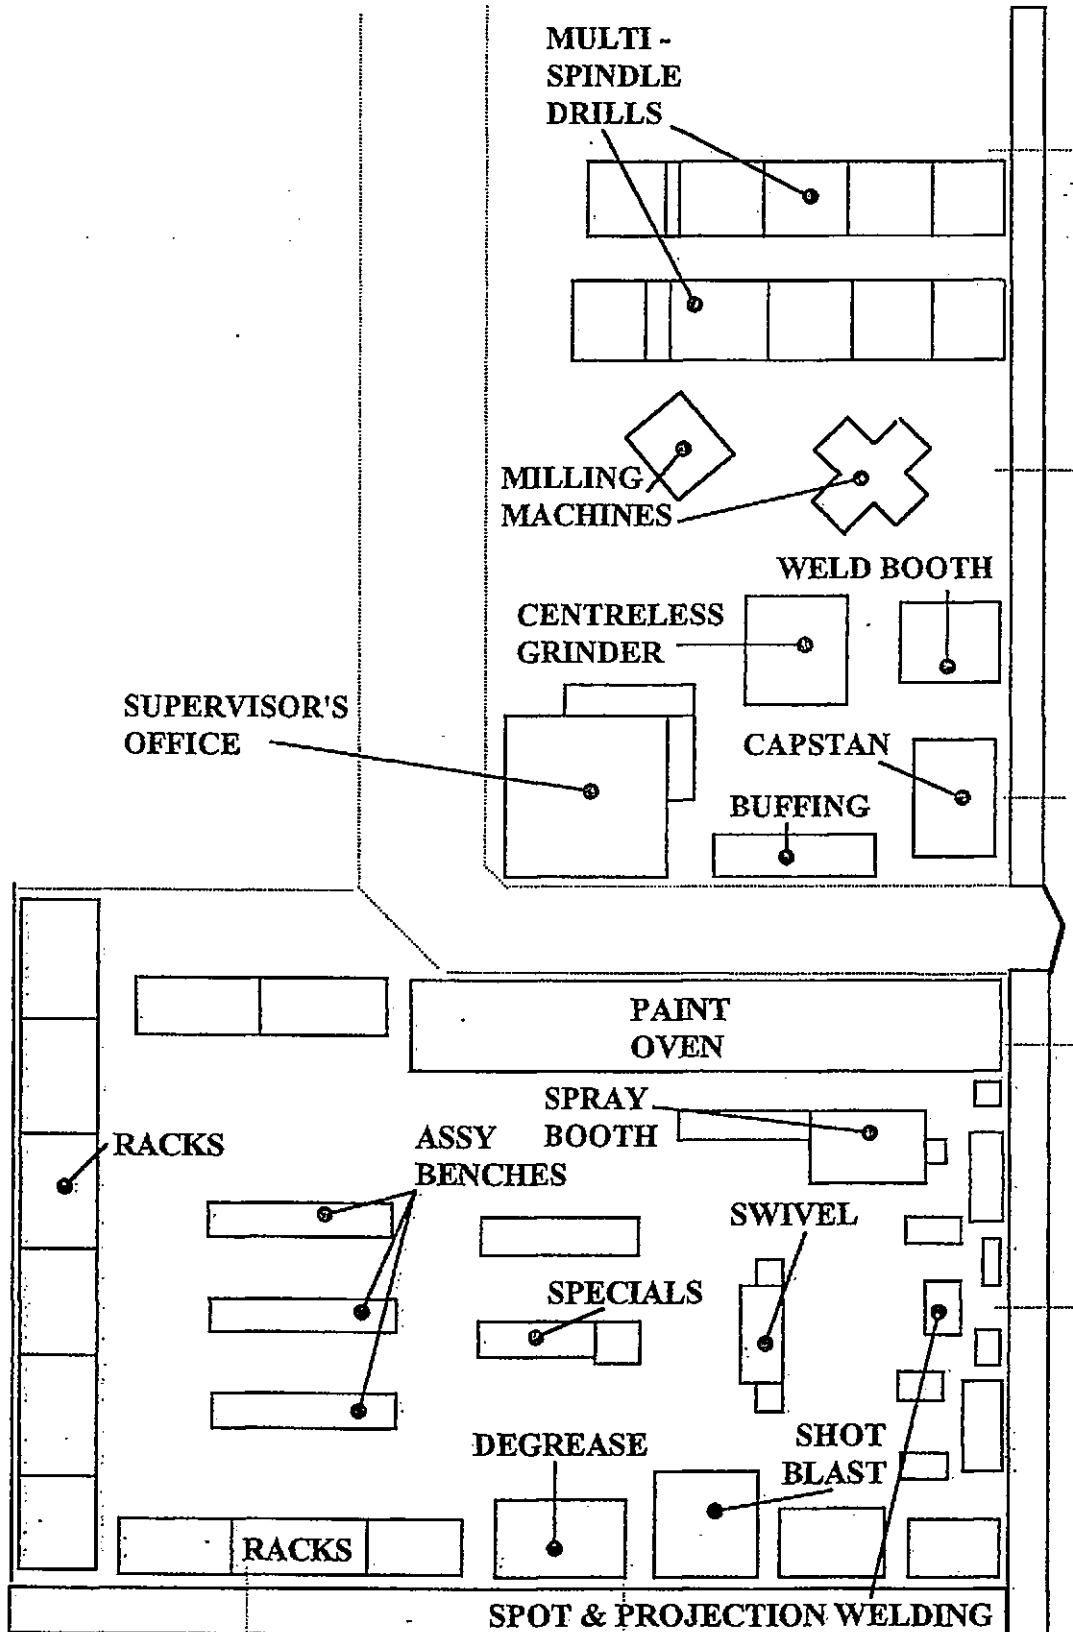 MULTI -
SPINDLE
DRILLS
MILLING
MACHINES
WELD BOOTH
CENTRELESS
GRINDER
SUPERVISOR'S
OFFICE
CAPSTAN
BUFFING
PAINT
OVEN
SPRAY
BOOTH
RACKS
ASSY
BENCHES
SWIVEL
SPECIALS
DEGREASE
SHOT
BLAST
RACKS
SPOT & PROJECTION WELDING